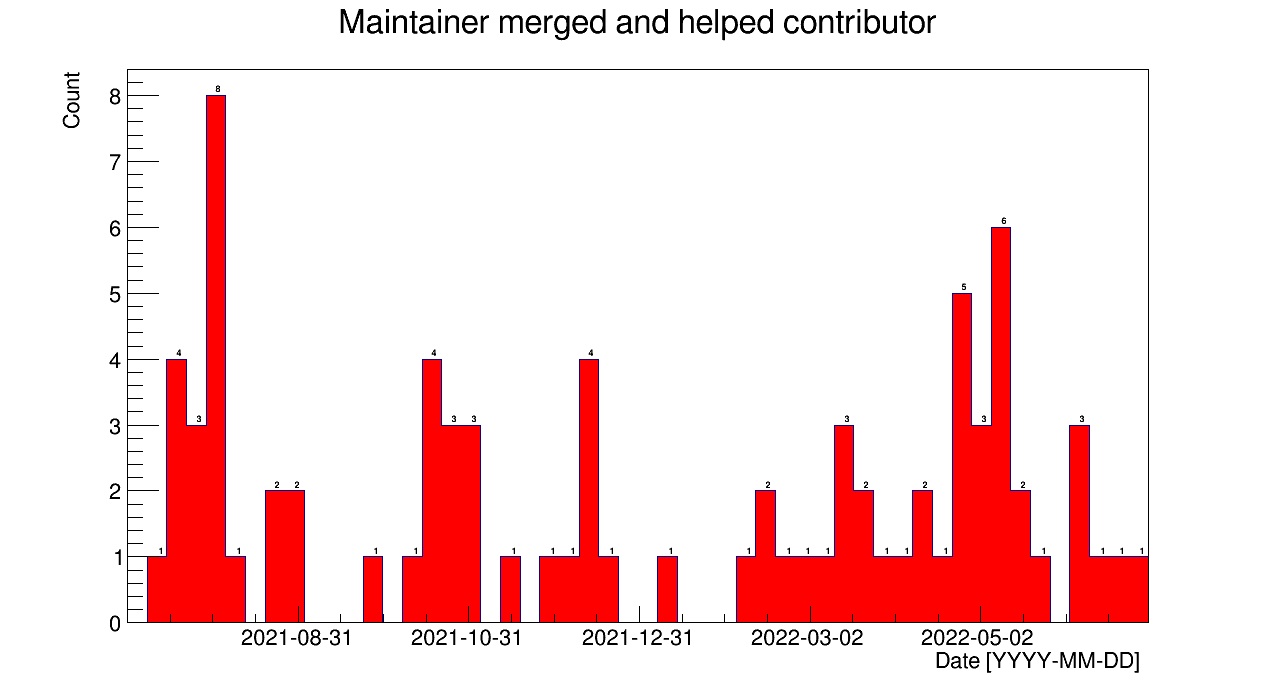 Maintainer merged and helped contributor
Count
8
7
6
5
4
3
2
1
0
1 4 3 8 1 2 2 1 1 4 3 3 1 1 1 4 1 1 1 2 1 1 1 3 2 1 1 2 1 5 3 6 2 1 3 1 1 1
2021-08-31 2021-10-31 2021-12-31 2022-03-02 2022-05-02
Date [YYYY-MM-DD]